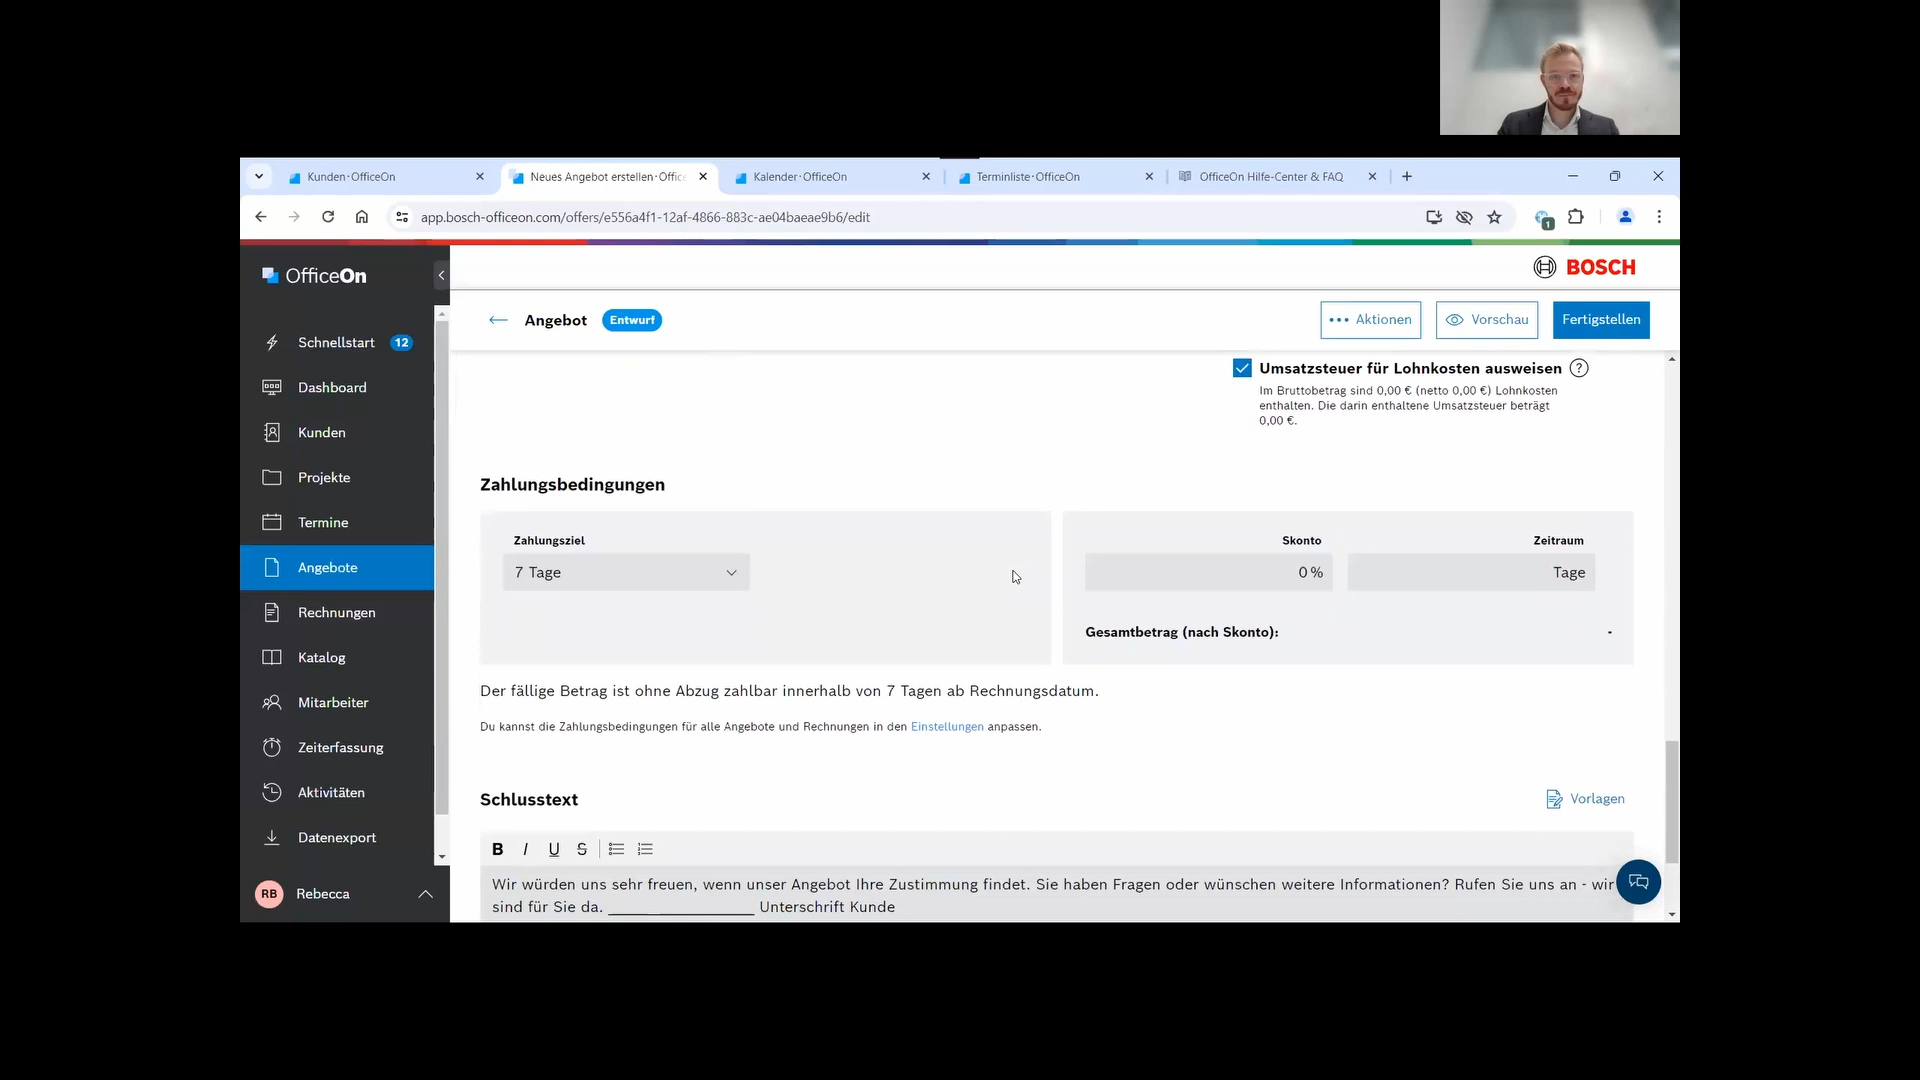 Kunden · OfficeOn
Neues Angebot erstellen · Office
Kalender · OfficeOn
Terminliste · OfficeOn
OfficeOn Hilfe-Center & FAQ
app.bosch-officeon.com/offers/e556a4f1-12af-4866-883c-ae04baeae9b6/edit
1
OfficeOn
BOSCH
Angebot
Entwurf
Aktionen
Vorschau
Fertigstellen
Schnellstart 12
Dashboard
Kunden
Projekte
Termine
Angebote
Rechnungen
Katalog
Mitarbeiter
Zeiterfassung
Aktivitäten
Datenexport
RB Rebecca
Umsatzsteuer für Lohnkosten ausweisen ?
Im Bruttobetrag sind 0,00 € (netto 0,00 €) Lohnkosten
enthalten. Die darin enthaltene Umsatzsteuer beträgt
0,00 €.
Zahlungsbedingungen
Zahlungsziel
7 Tage
Skonto
Zeitraum
0 %
Tage
Gesamtbetrag (nach Skonto): -
Der fällige Betrag ist ohne Abzug zahlbar innerhalb von 7 Tagen ab Rechnungsdatum.
Du kannst die Zahlungsbedingungen für alle Angebote und Rechnungen in den Einstellungen anpassen.
Schlusstext
Vorlagen
B I U S
Wir würden uns sehr freuen, wenn unser Angebot Ihre Zustimmung findet. Sie haben Fragen oder wünschen weitere Informationen? Rufen Sie uns an - wir
sind für Sie da. ____________________ Unterschrift Kunde